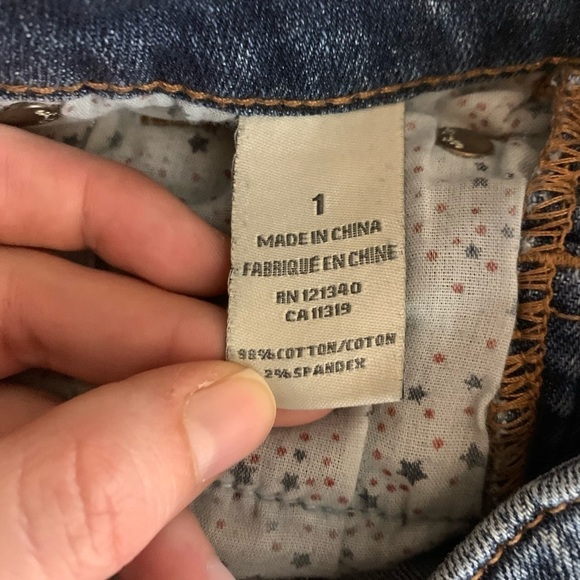 1
MADE IN CHINA
FABRIQUÉ EN CHINE
RN 121340
CA 11319
98% COTTON/COTON
2% SPANDEX